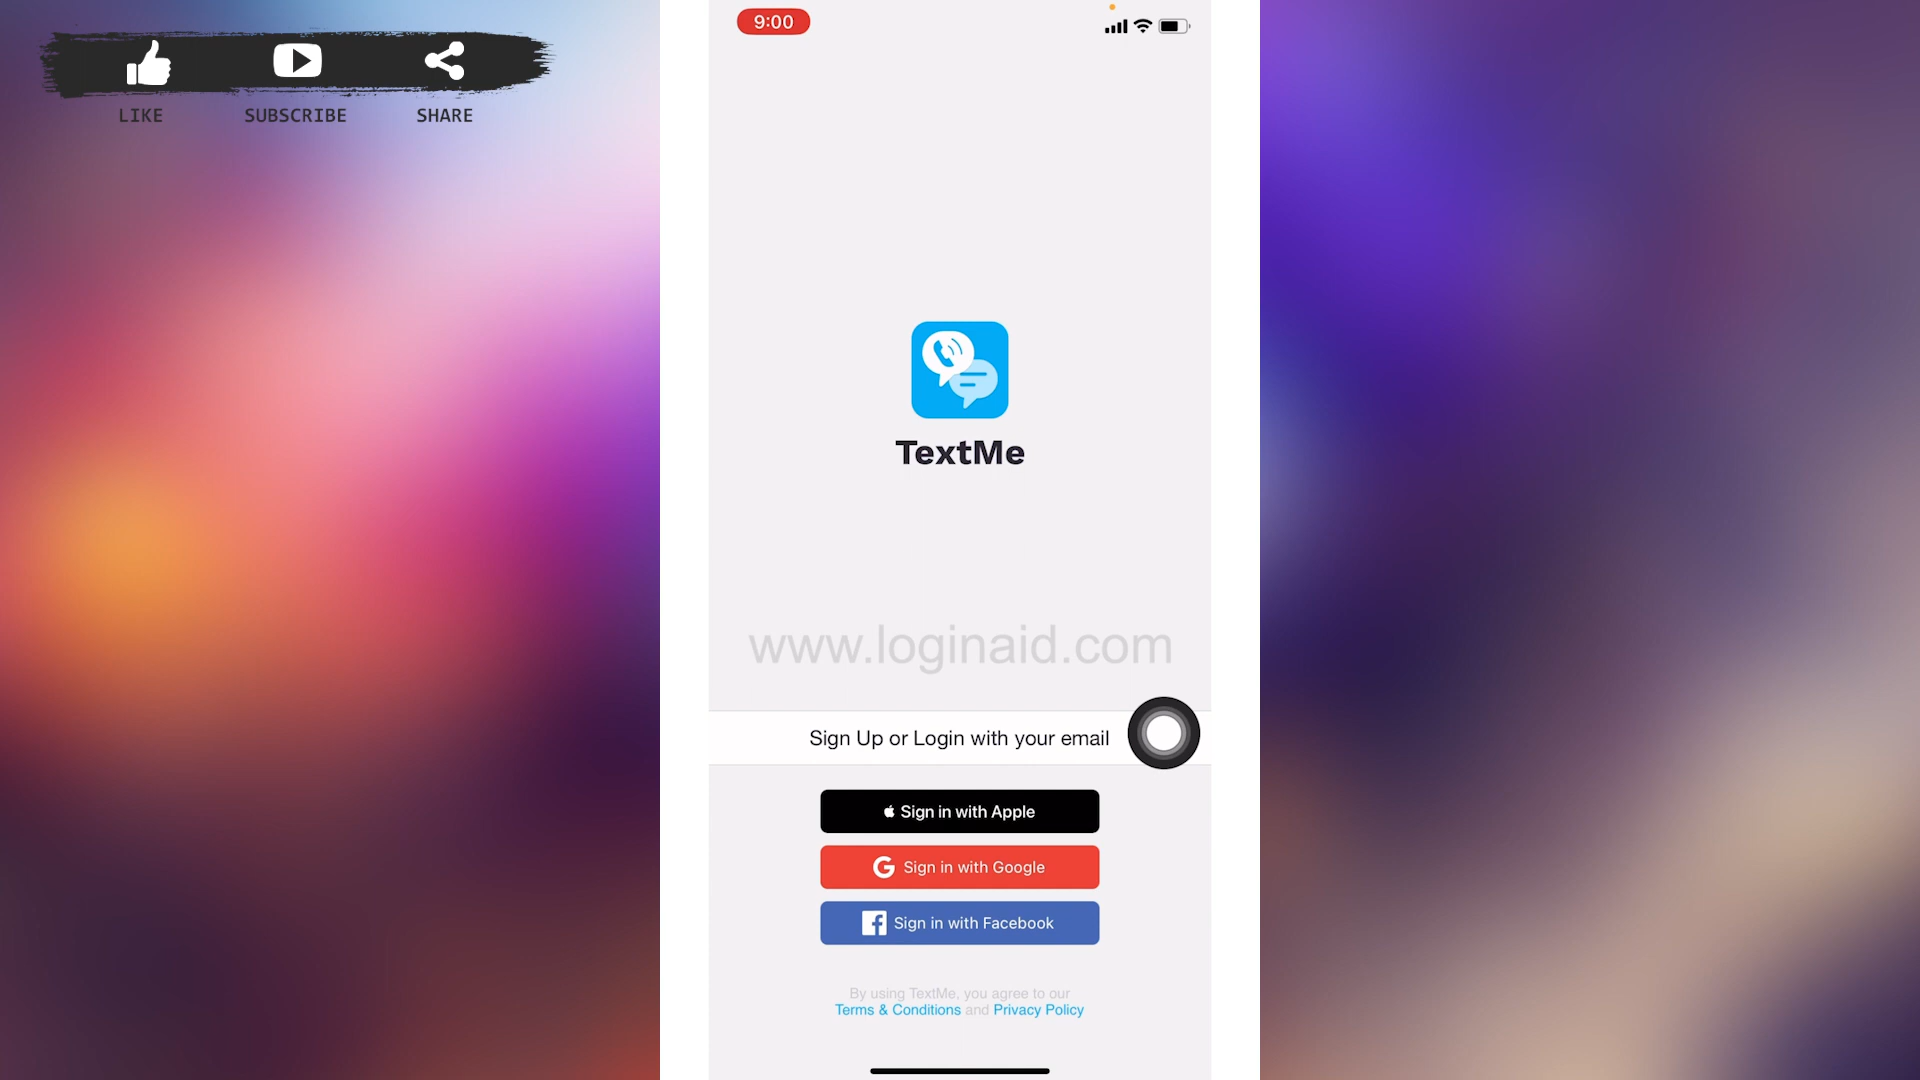 LIKE SUBSCRIBE SHARE
9:00
TextMe
www.loginaid.com
Sign Up or Login with your email
Sign in with Apple
Sign in with Google
Sign in with Facebook
By using TextMe, you agree to our
Terms & Conditions and Privacy Policy